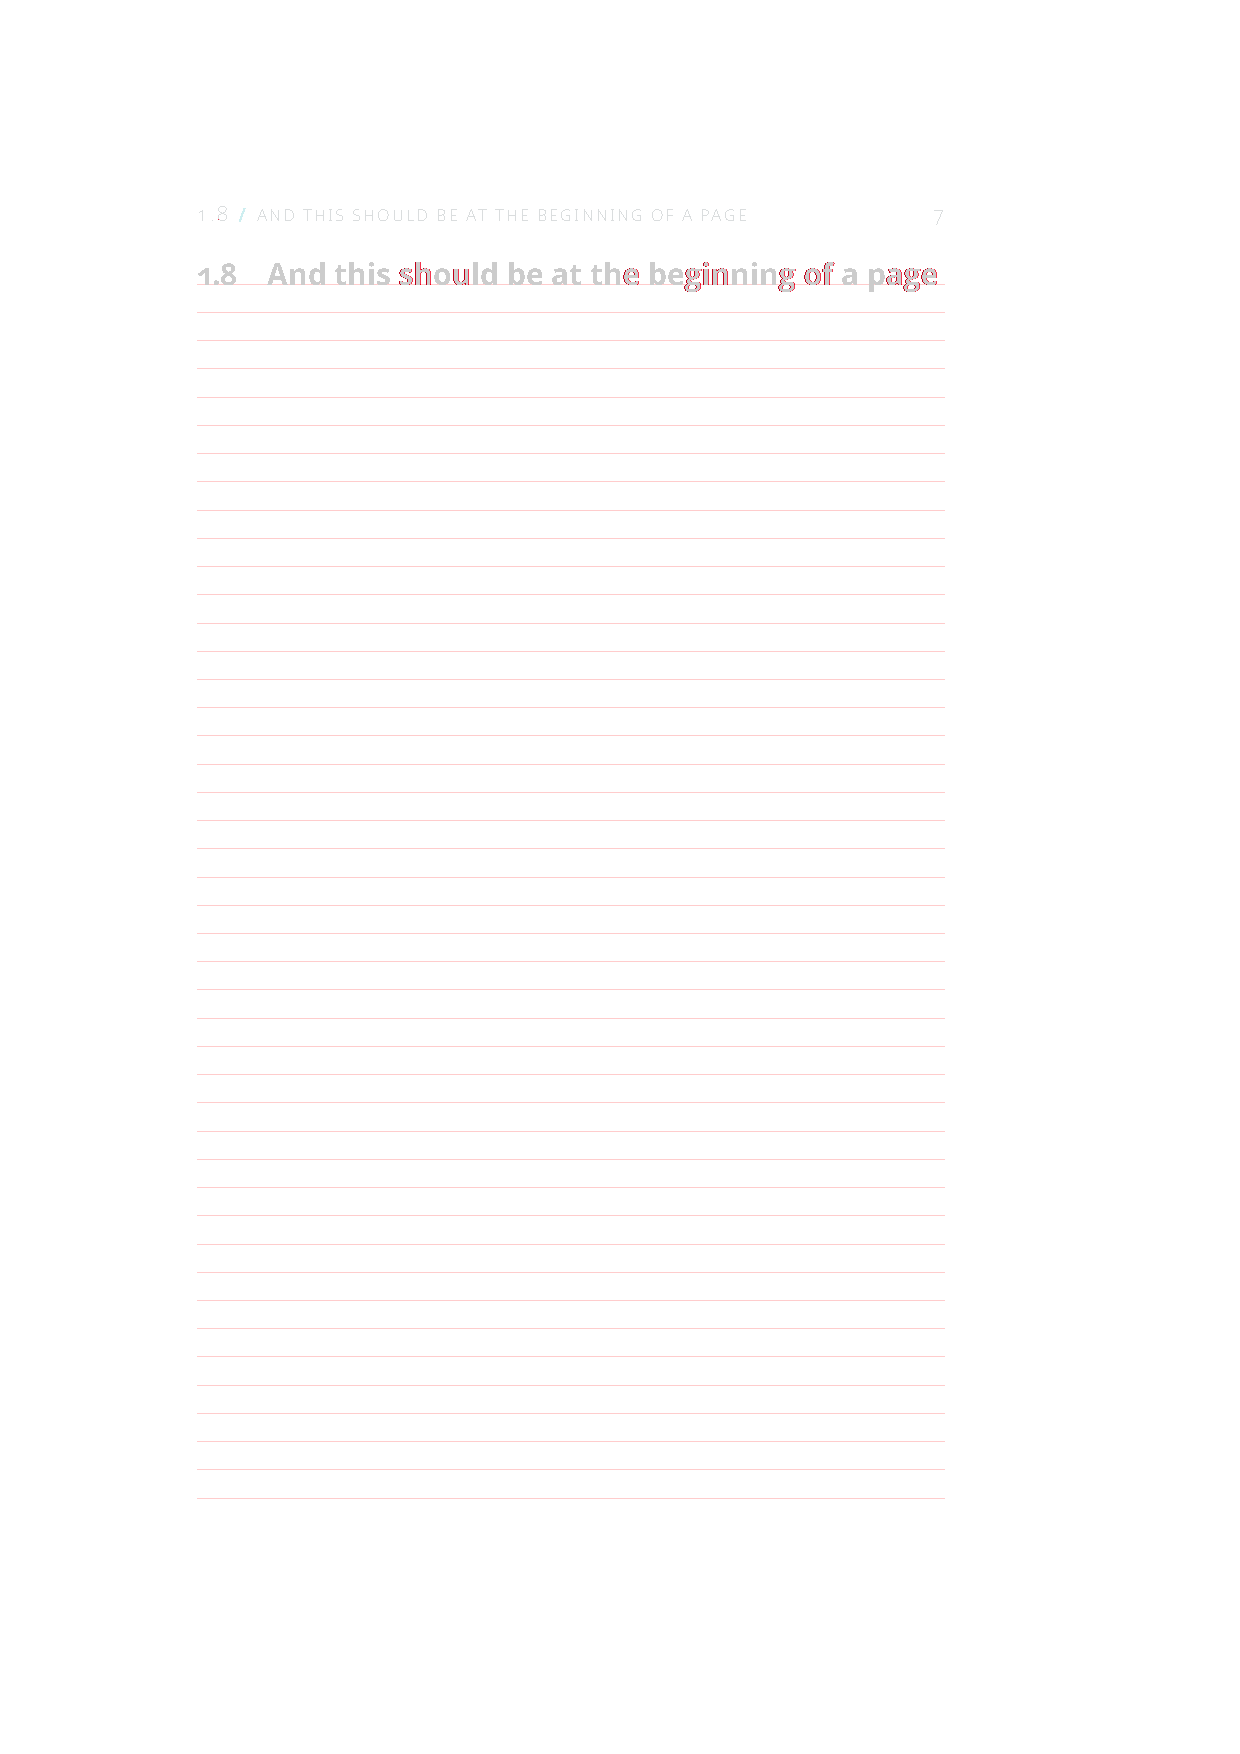 1.8 / AND THIS SHOULD BE AT THE BEGINNING OF A PAGE 7
1.8 And this should be at the beginning of a page